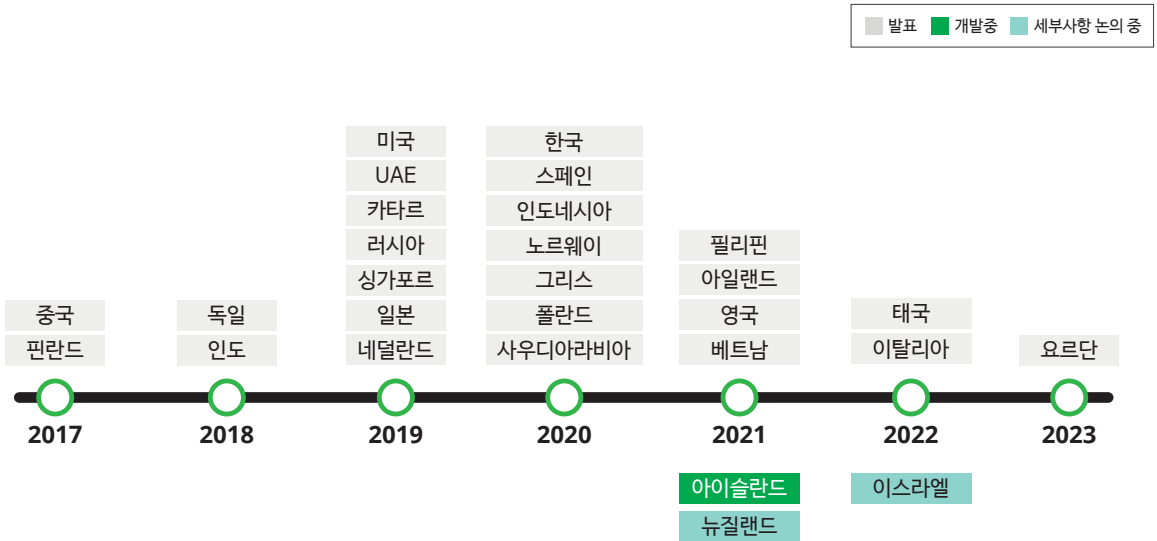 발표 개발중 세부사항 논의 중
미국 한국
UAE 스페인
카타르 인도네시아
러시아 노르웨이 필리핀
싱가포르 그리스 아일랜드
중국 독일 일본 폴란드 영국 태국
핀란드 인도 네덜란드 사우디아라비아 베트남 이탈리아 요르단
2017 2018 2019 2020 2021 2022 2023
아이슬란드 이스라엘
뉴질랜드